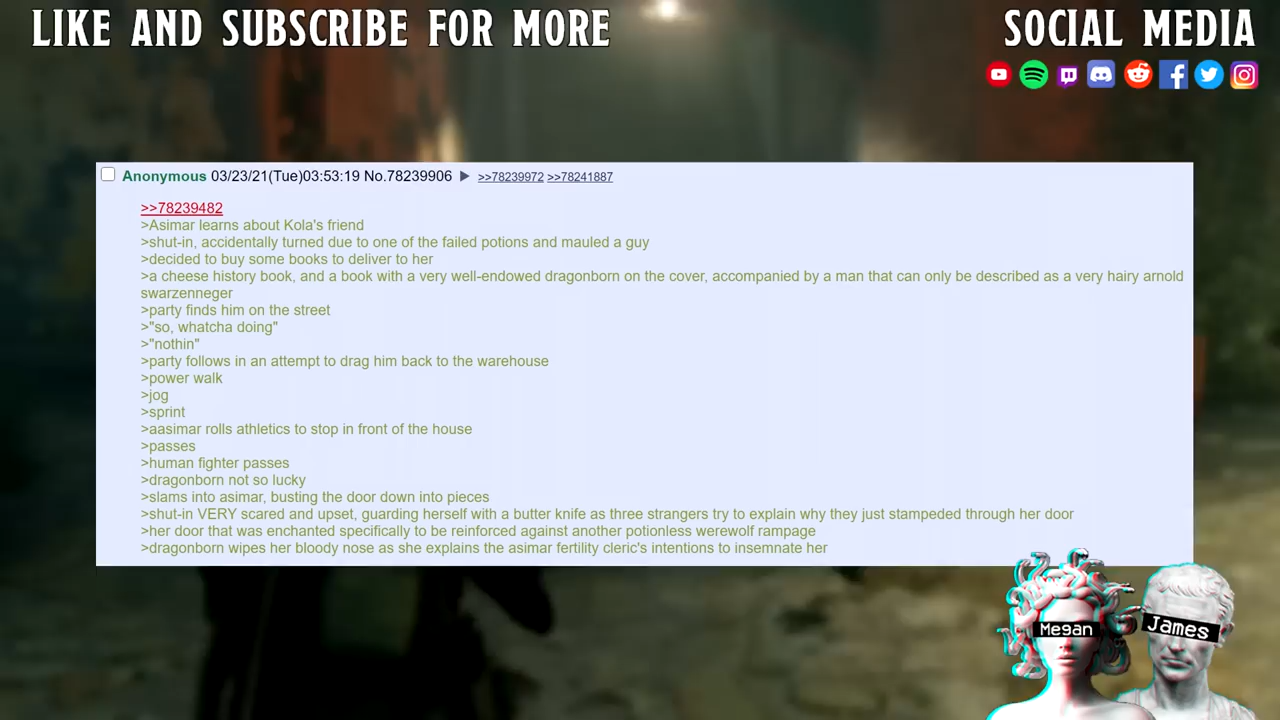 LIKE AND SUBSCRIBE FOR MORE
SOCIAL MEDIA
Anonymous 03/23/21(Tue)03:53:19 No.78239906 ▶ >>78239972 >>78241887
>>78239482
>Asimar learns about Kola's friend
>shut-in, accidentally turned due to one of the failed potions and mauled a guy
>decided to buy some books to deliver to her
>a cheese history book, and a book with a very well-endowed dragonborn on the cover, accompanied by a man that can only be described as a very hairy arnold
swarzenneger
>party finds him on the street
>"so, whatcha doing"
>"nothin"
>party follows in an attempt to drag him back to the warehouse
>power walk
>jog
>sprint
>aasimar rolls athletics to stop in front of the house
>passes
>human fighter passes
>dragonborn not so lucky
>slams into asimar, busting the door down into pieces
>shut-in VERY scared and upset, guarding herself with a butter knife as three strangers try to explain why they just stampeded through her door
>her door that was enchanted specifically to be reinforced against another potionless werewolf rampage
>dragonborn wipes her bloody nose as she explains the asimar fertility cleric's intentions to insemnate her
Megan
James